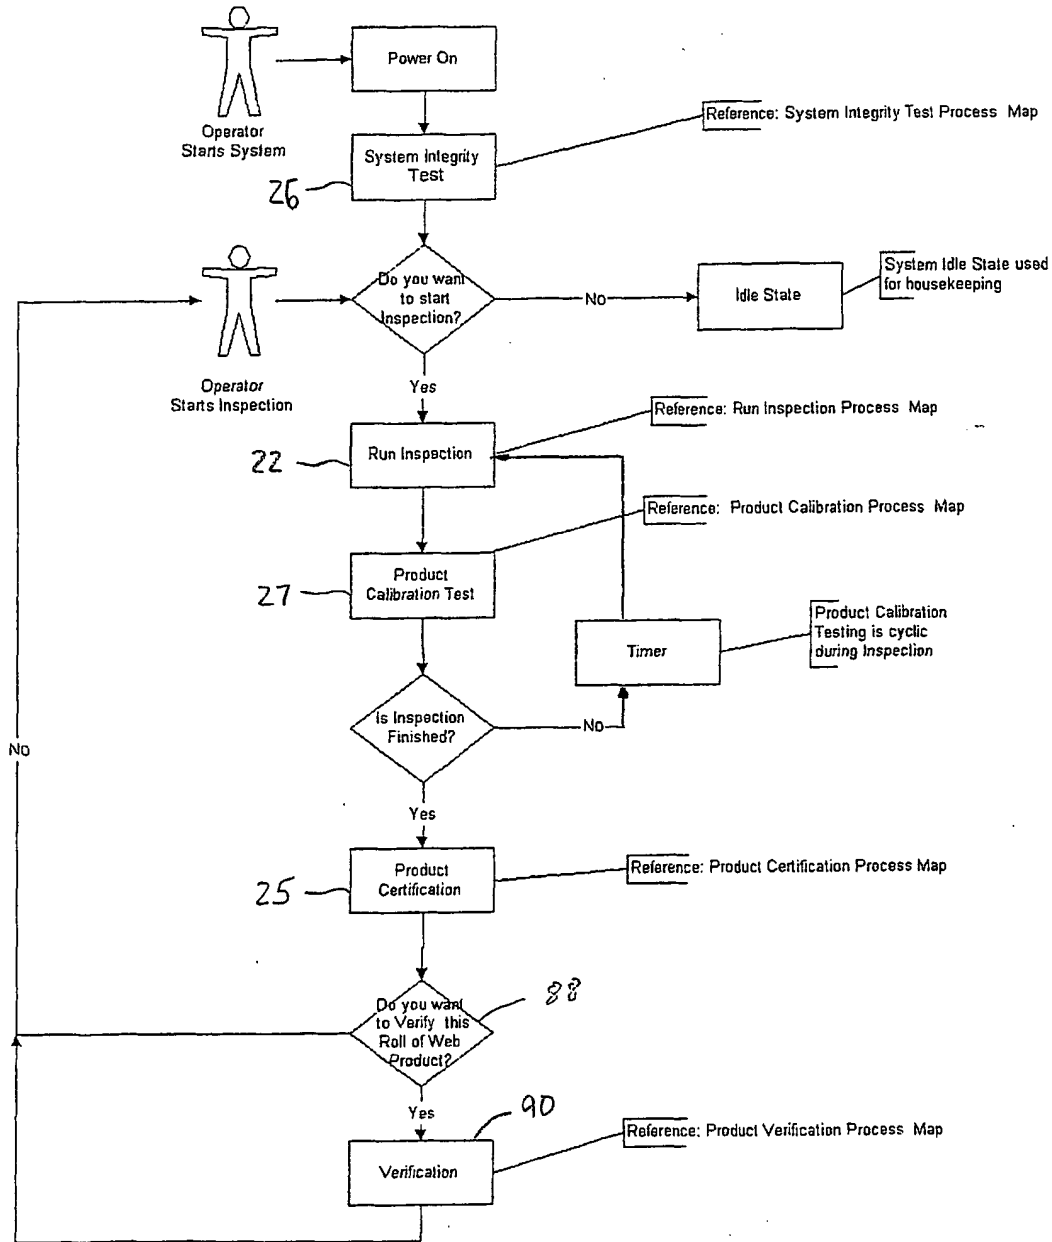 Power On
Operator
Starts System
Reference: System Integrity Test Process Map
System Integrity
Test
26
Do you want
to start
Inspection?
No
Idle State
System Idle State used
for housekeeping
Operator
Starts Inspection
Yes
Reference: Run Inspection Process Map
Run Inspection
22
Reference: Product Calibration Process Map
Product
Calibration Test
27
Timer
Product Calibration
Testing is cyclic
during Inspection
Is Inspection
Finished?
No
No
Yes
Product
Certification
25
Reference: Product Certification Process Map
Do you want
to Verify this
Roll of Web
Product?
88
Yes
90
Verification
Reference: Product Verification Process Map